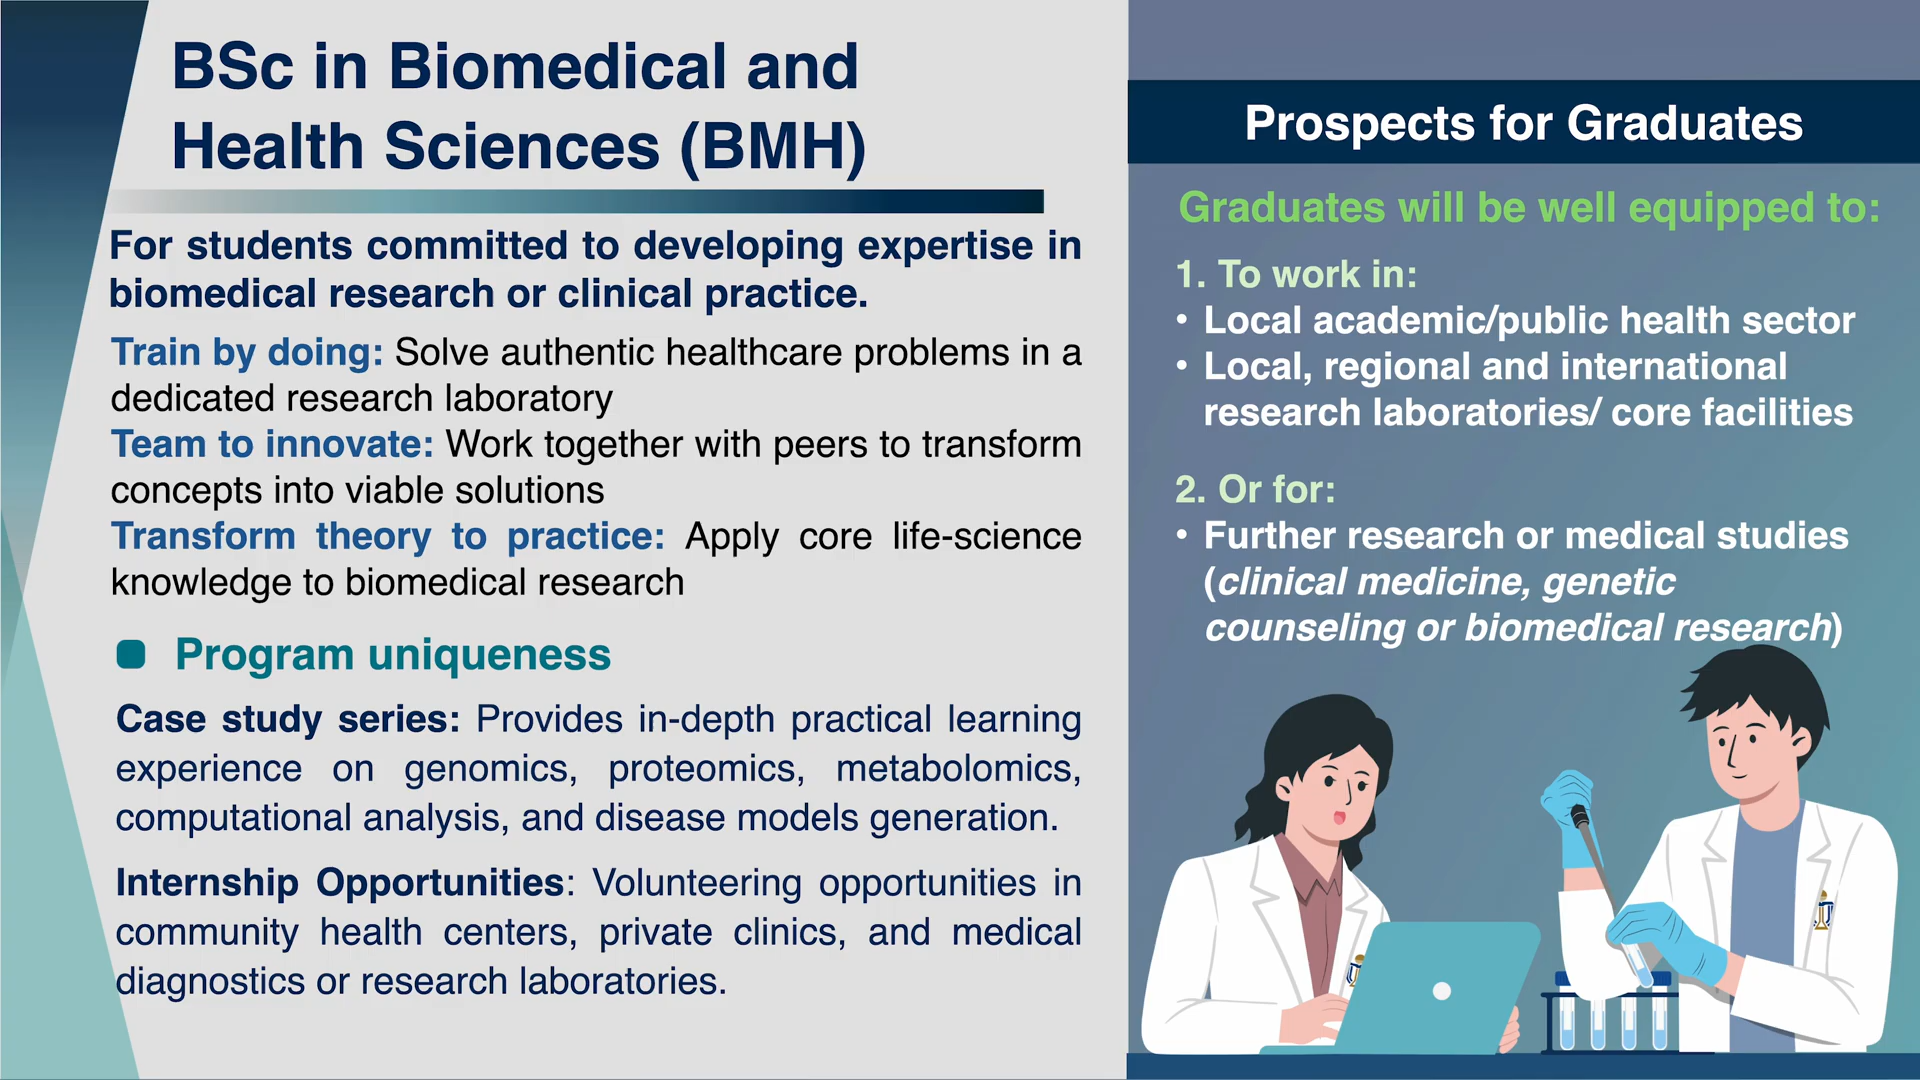 BSc in Biomedical and
Health Sciences (BMH)
For students committed to developing expertise in
biomedical research or clinical practice.
Train by doing: Solve authentic healthcare problems in a
dedicated research laboratory
Team to innovate: Work together with peers to transform
concepts into viable solutions
Transform theory to practice: Apply core life-science
knowledge to biomedical research
Program uniqueness
Case study series: Provides in-depth practical learning
experience on genomics, proteomics, metabolomics,
computational analysis, and disease models generation.
Internship Opportunities: Volunteering opportunities in
community health centers, private clinics, and medical
diagnostics or research laboratories.
Prospects for Graduates
Graduates will be well equipped to:
1. To work in:
• Local academic/public health sector
• Local, regional and international
research laboratories/ core facilities
2. Or for:
• Further research or medical studies
(clinical medicine, genetic
counseling or biomedical research)